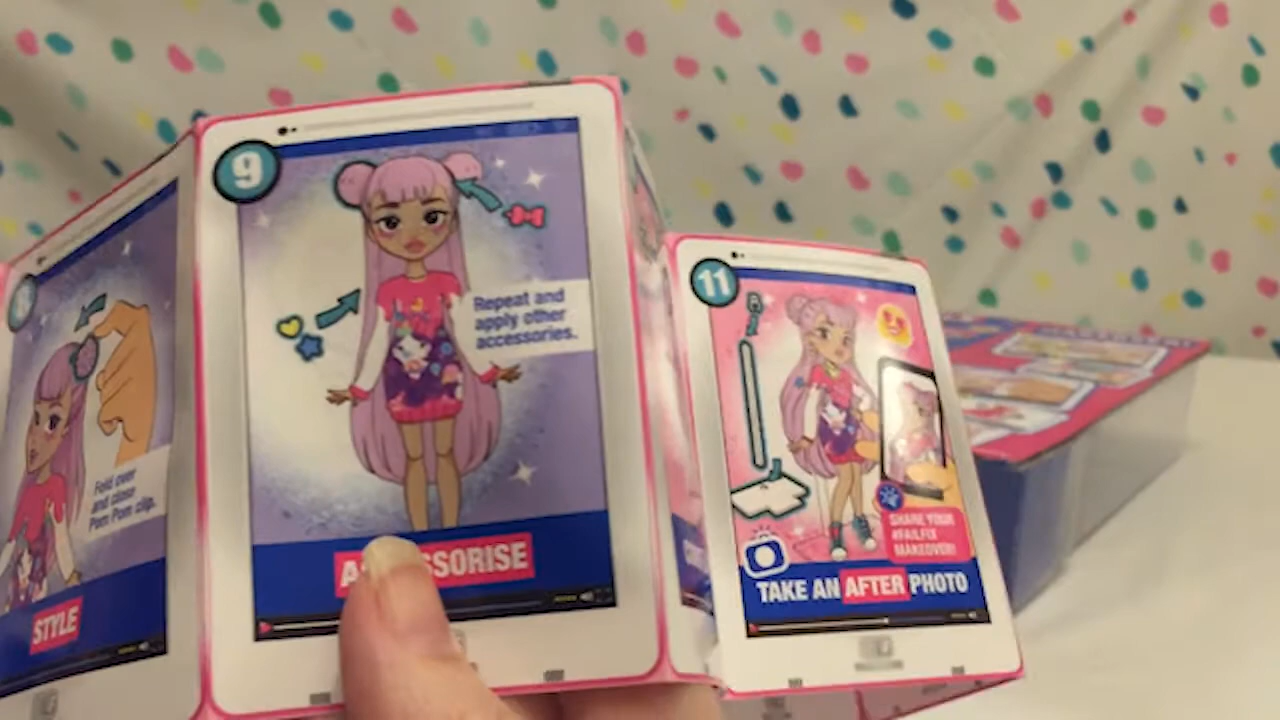 Fold over
and close
Pom Pom clip.
STYLE
9
Repeat and
apply other
accessories.
11
SHARE YOUR
#FAILFIX
MAKEOVER!
TAKE AN AFTER PHOTO